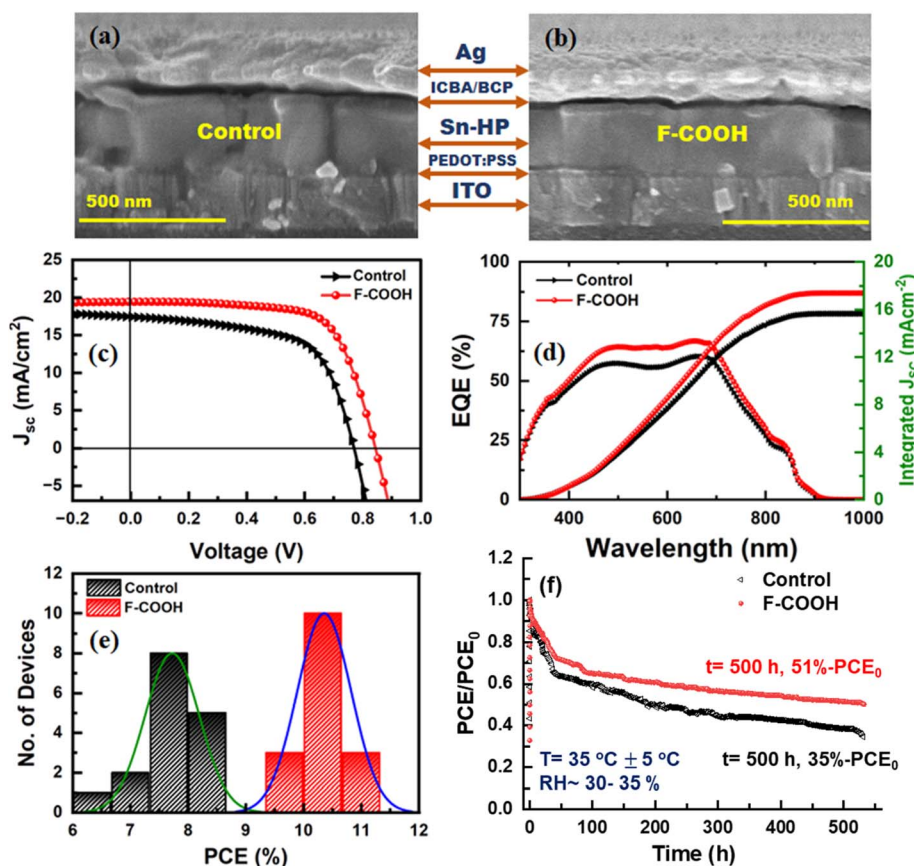 (a)
Control
500 nm
Ag
ICBA/BCP
Sn-HP
PEDOT:PSS
ITO
(b)
F-COOH
500 nm
25
20
15
10
5
0
−5
−0.2
0.0
0.2
0.4
0.6
0.8
1.0
J_sc (mA/cm²)
Voltage (V)
Control
F-COOH
(c)
100
75
50
25
0
400
600
800
1000
20
16
12
8
4
0
EQE (%)
Wavelength (nm)
Integrated J_sc (mAcm⁻²)
Control
F-COOH
(d)
12
10
8
6
4
2
0
6
7
8
9
10
11
12
No. of Devices
PCE (%)
Control
F-COOH
(e)
1.2
1.0
0.8
0.6
0.4
0.2
0.0
0
100
200
300
400
500
PCE/PCE₀
Time (h)
(f)
Control
F-COOH
t= 500 h, 51%-PCE₀
t= 500 h, 35%-PCE₀
T= 35 °C ± 5 °C
RH~ 30- 35 %